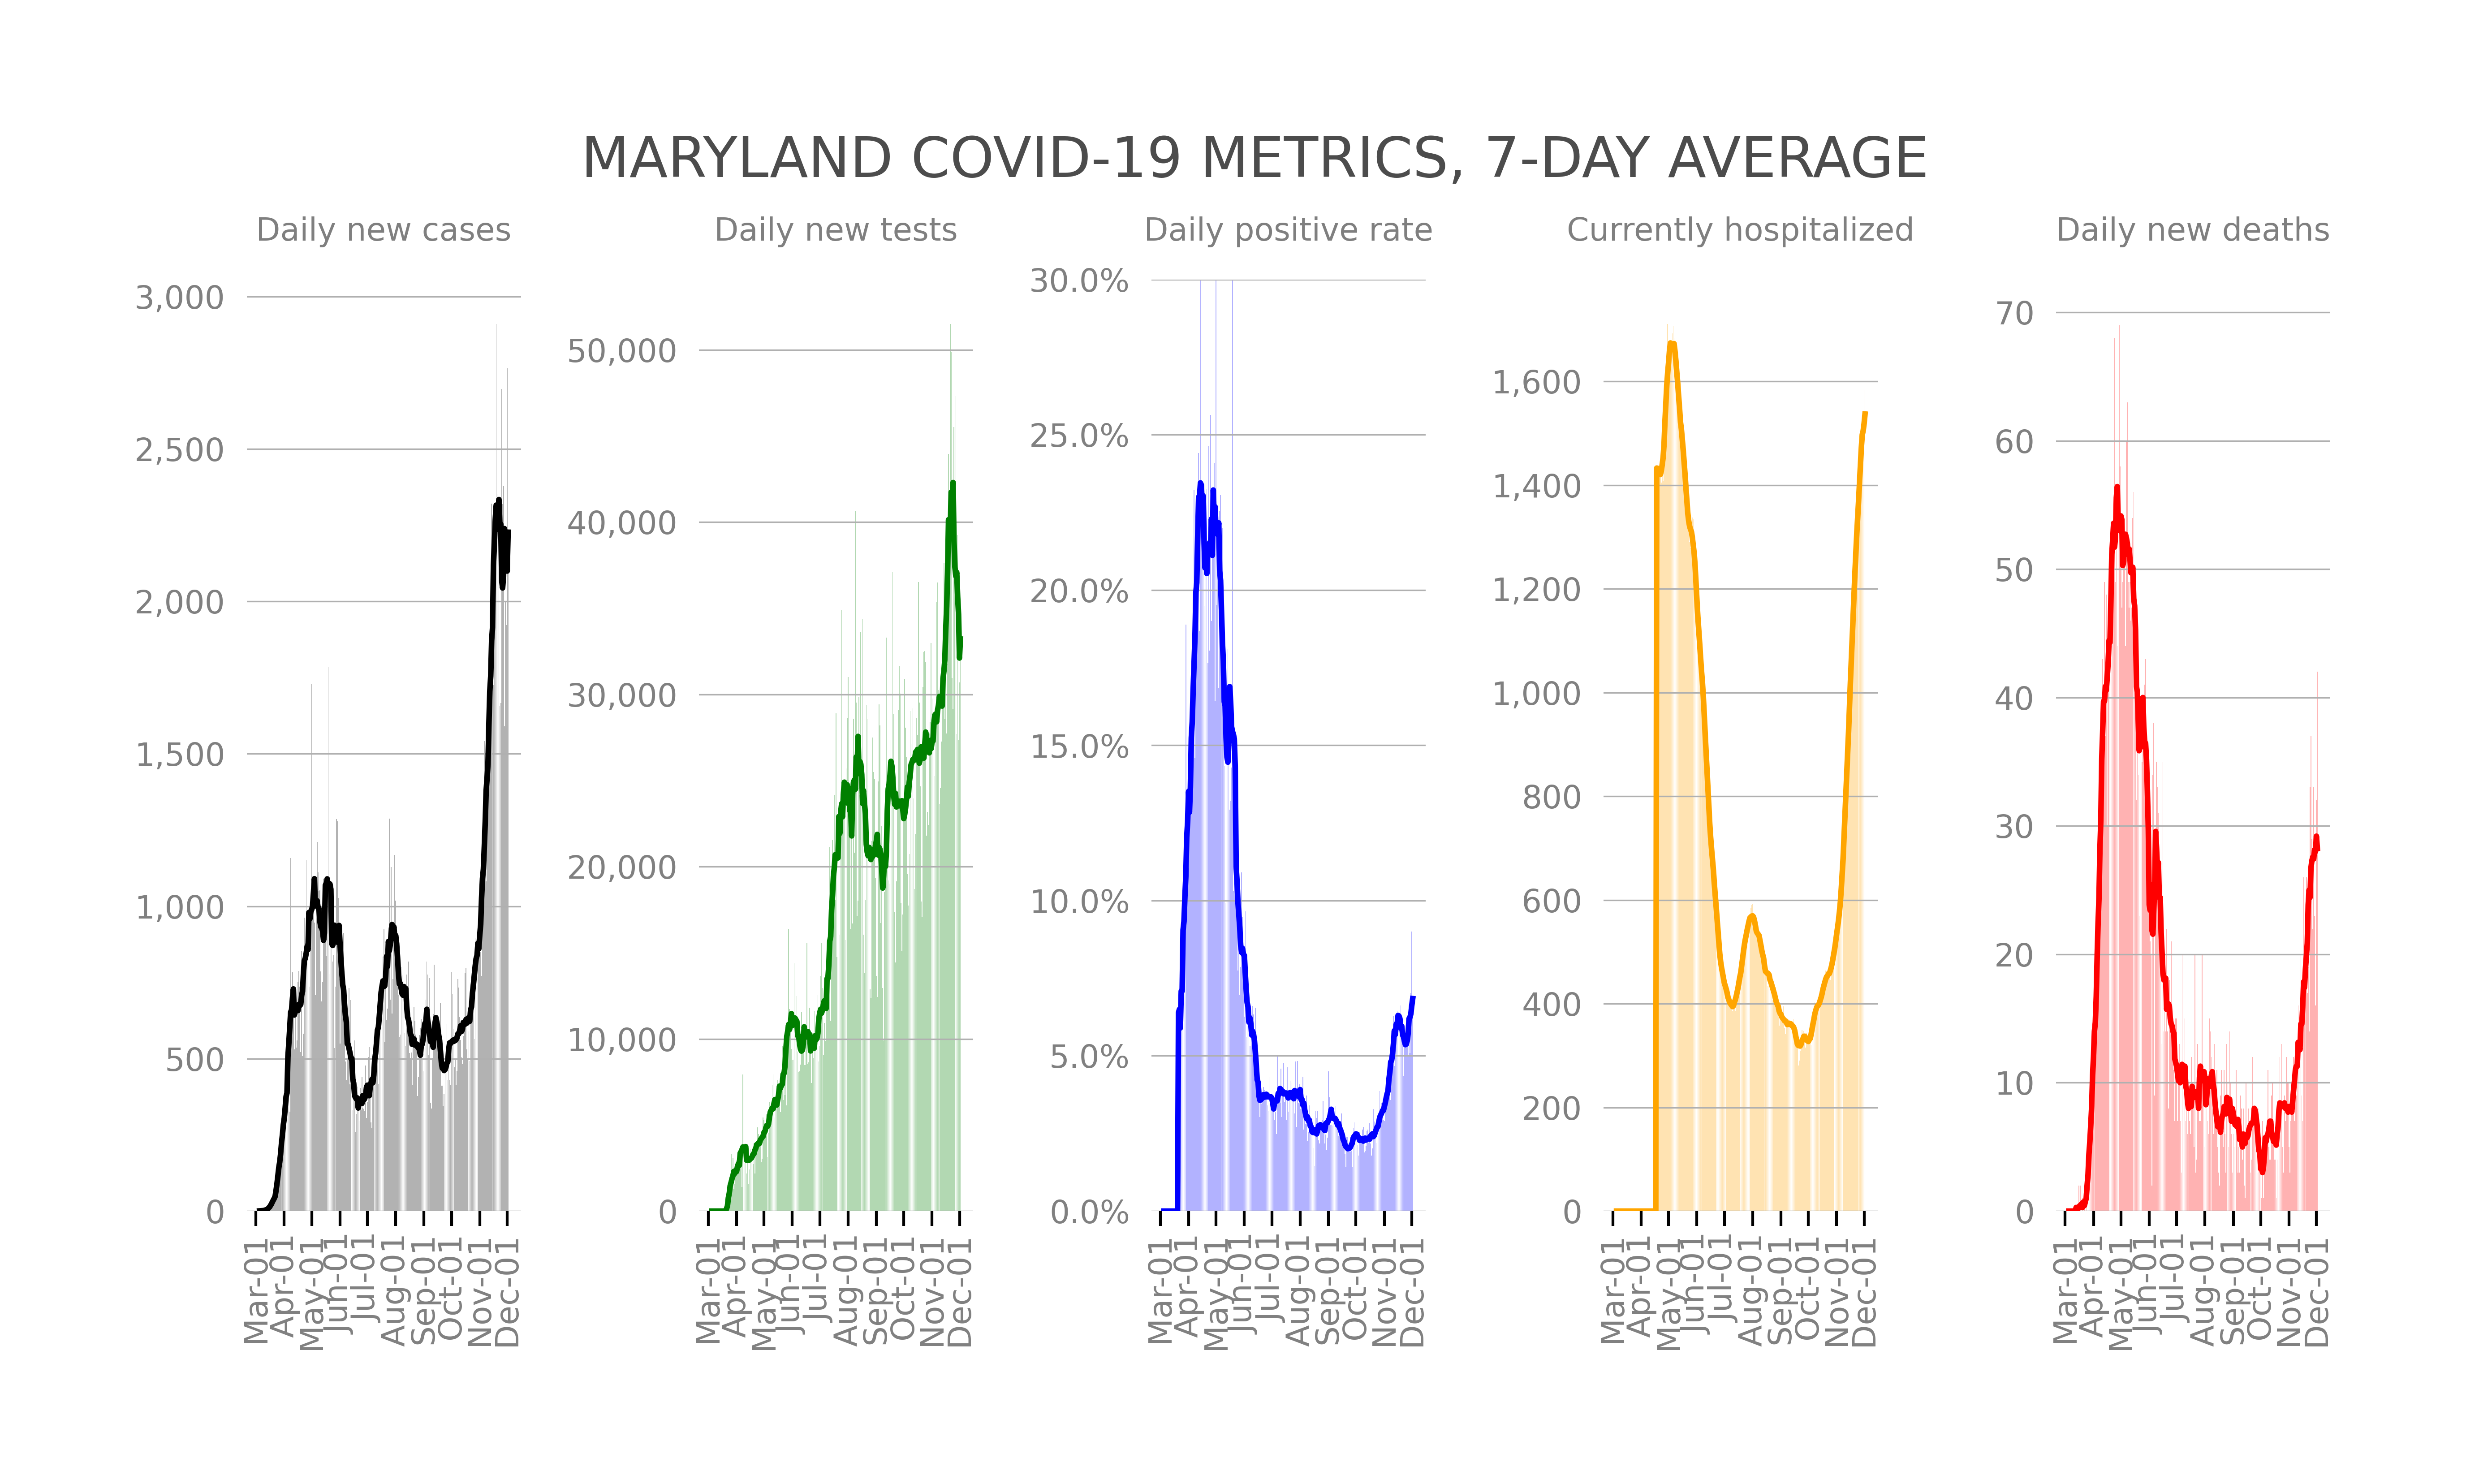 MARYLAND COVID-19 METRICS, 7-DAY AVERAGE
Daily new cases
3,000
2,500
2,000
1,500
1,000
500
0
Mar-01
Apr-01
May-01
Jun-01
Jul-01
Aug-01
Sep-01
Oct-01
Nov-01
Dec-01
Daily new tests
50,000
40,000
30,000
20,000
10,000
0
Mar-01
Apr-01
May-01
Jun-01
Jul-01
Aug-01
Sep-01
Oct-01
Nov-01
Dec-01
Daily positive rate
30.0%
25.0%
20.0%
15.0%
10.0%
5.0%
0.0%
Mar-01
Apr-01
May-01
Jun-01
Jul-01
Aug-01
Sep-01
Oct-01
Nov-01
Dec-01
Currently hospitalized
1,600
1,400
1,200
1,000
800
600
400
200
0
Mar-01
Apr-01
May-01
Jun-01
Jul-01
Aug-01
Sep-01
Oct-01
Nov-01
Dec-01
Daily new deaths
70
60
50
40
30
20
10
0
Mar-01
Apr-01
May-01
Jun-01
Jul-01
Aug-01
Sep-01
Oct-01
Nov-01
Dec-01